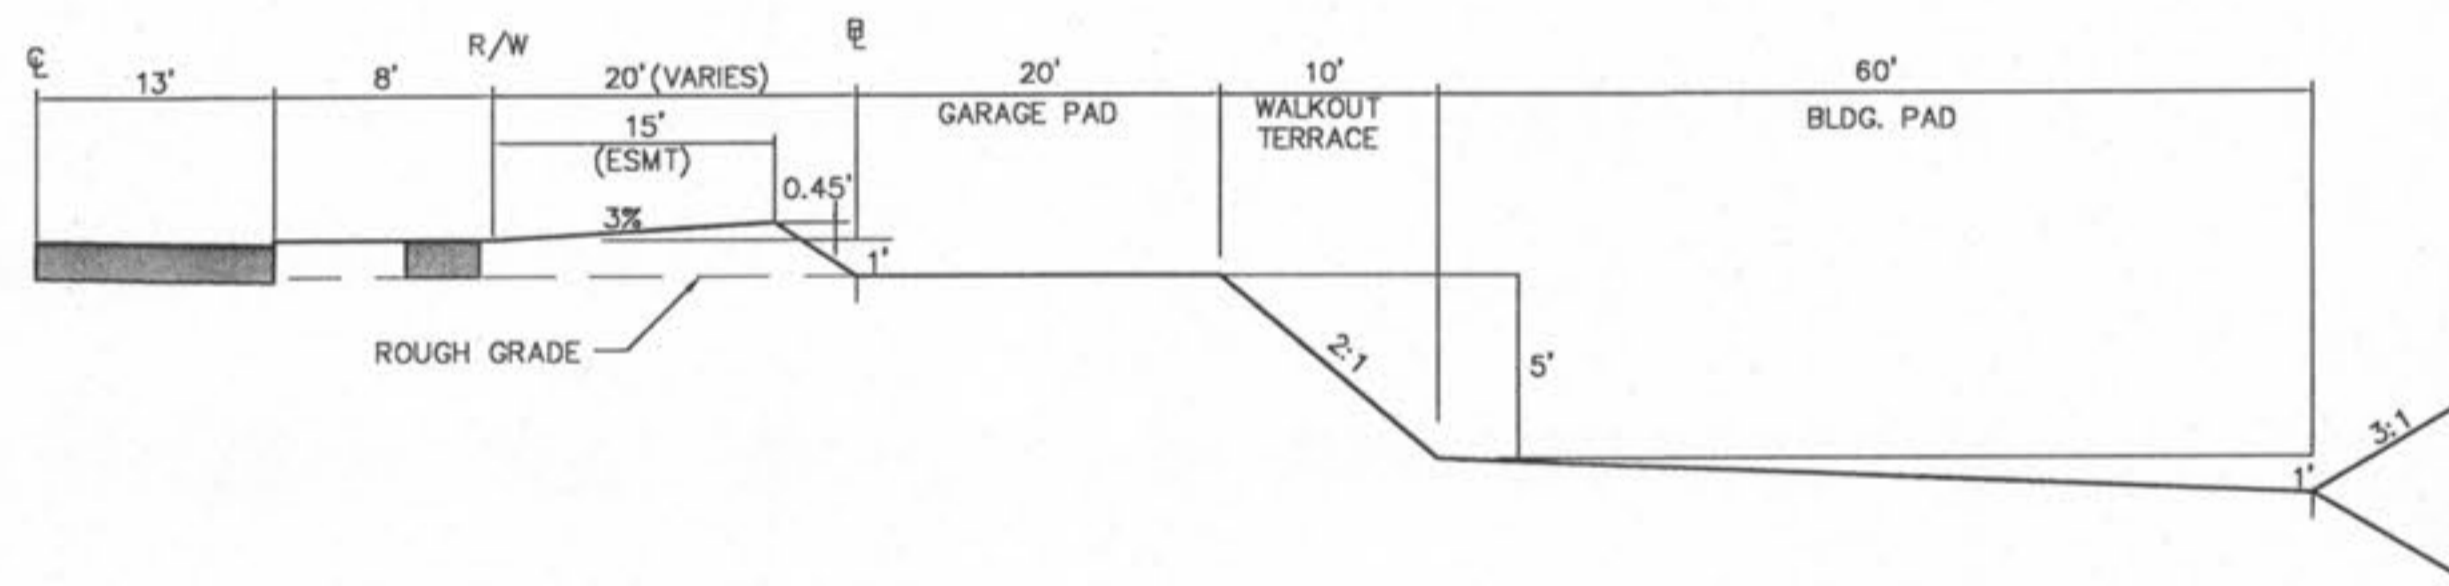 ℄
R/W
13'
8'
20' (VARIES)
20'
10'
60'
GARAGE PAD
WALKOUT
TERRACE
BLDG. PAD
15'
(ESMT)
0.45'
3%
1'
ROUGH GRADE
2:1
5'
3:1
1'